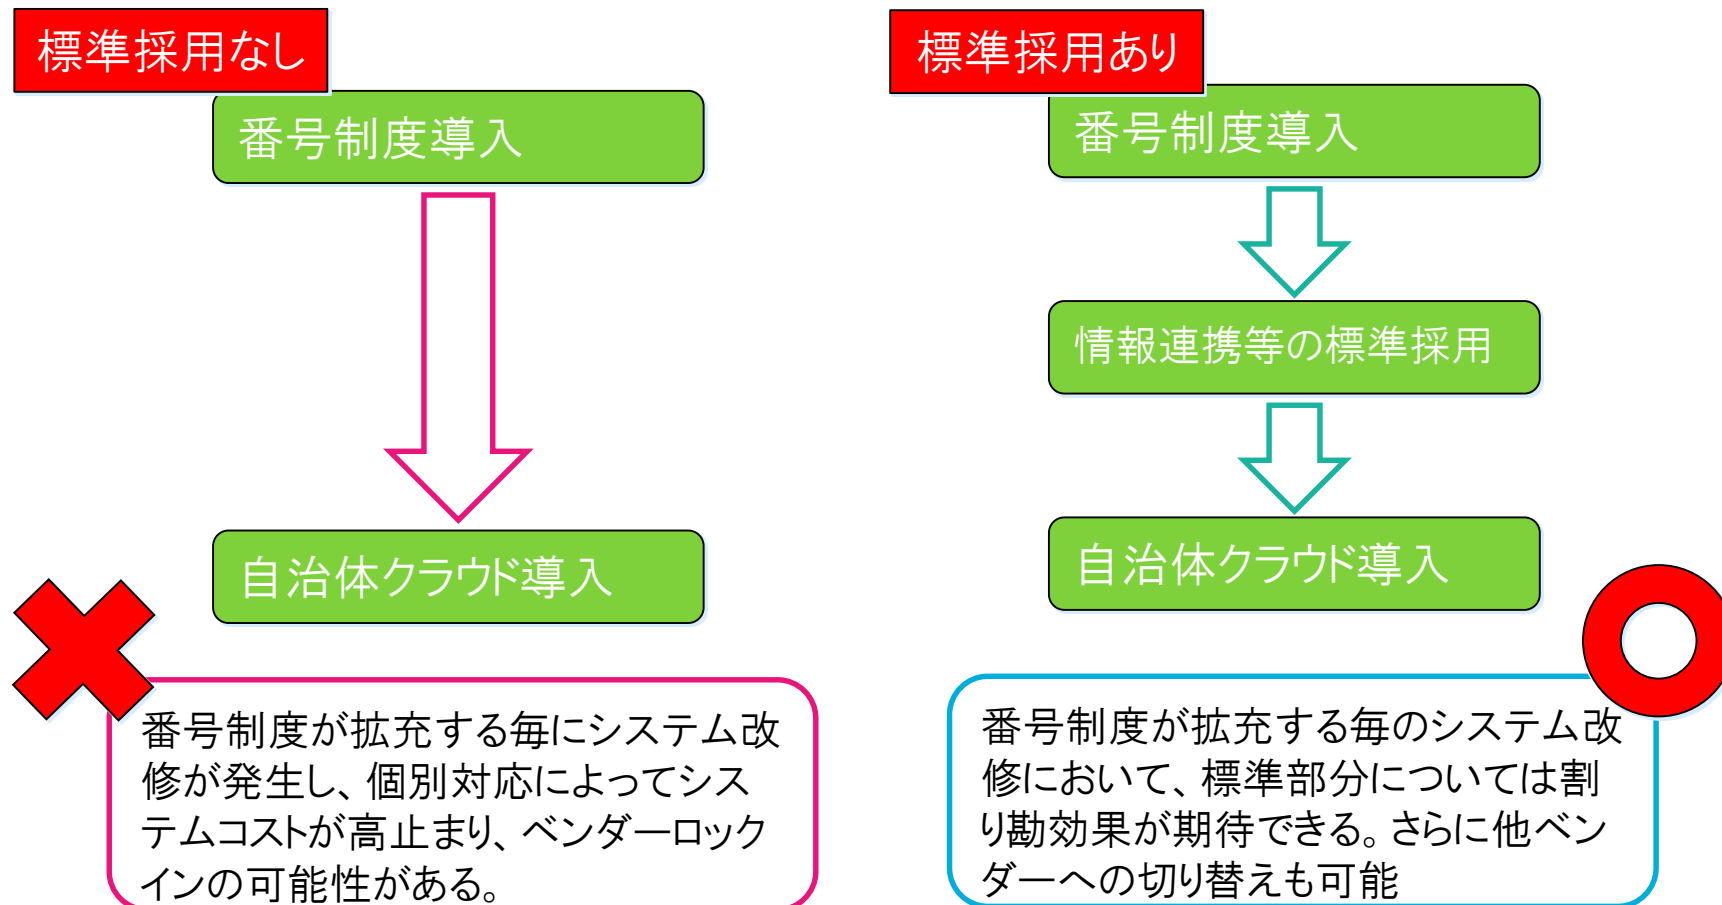 標準採用なし
番号制度導入
自治体クラウド導入
番号制度が拡充する毎にシステム改
修が発生し、個別対応によってシス
テムコストが高止まり、ベンダーロック
インの可能性がある。
標準採用あり
番号制度導入
情報連携等の標準採用
自治体クラウド導入
番号制度が拡充する毎のシステム改
修において、標準部分については割
り勘効果が期待できる。さらに他ベン
ダーへの切り替えも可能